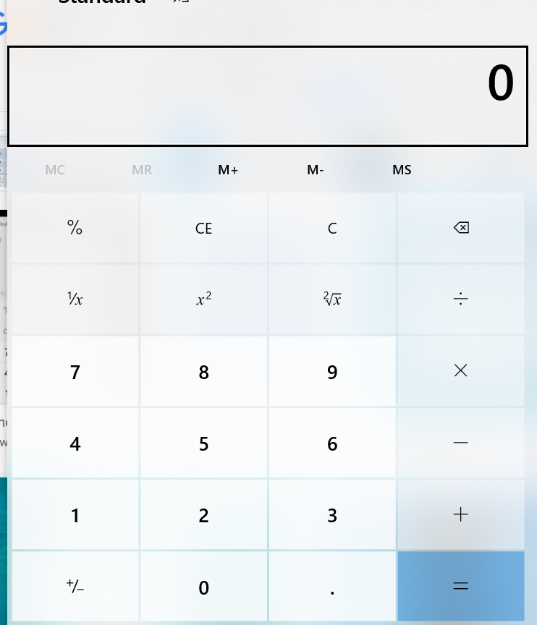 Standard
0
MC MR M+ M- MS
% CE C ⌫
¹/x x² ²√x ÷
7 8 9 ×
4 5 6 −
1 2 3 +
+/− 0 . =